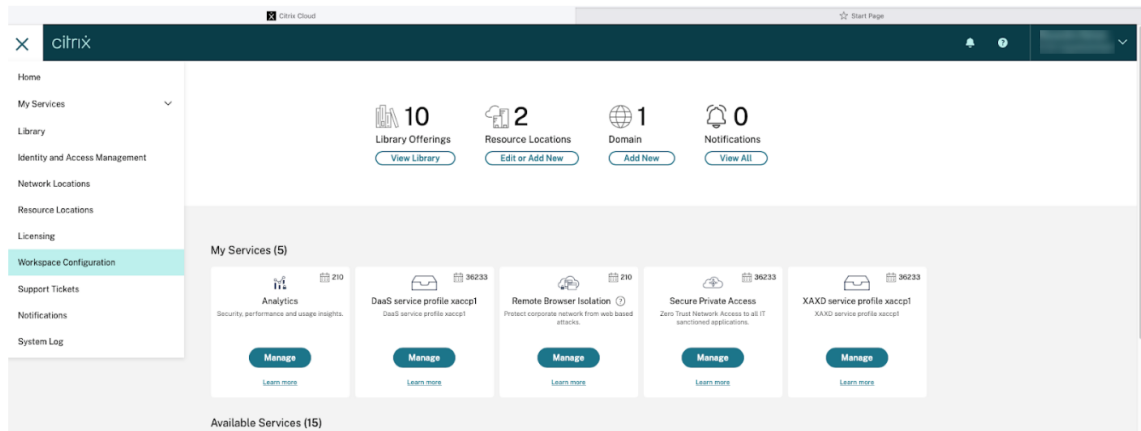 Citrix Cloud
Start Page
citrix
Home
My Services
Library
Identity and Access Management
Network Locations
Resource Locations
Licensing
Workspace Configuration
Support Tickets
Notifications
System Log
10
Library Offerings
View Library
2
Resource Locations
Edit or Add New
1
Domain
Add New
0
Notifications
View All
My Services (5)
210
Analytics
Security, performance and usage insights.
Manage
Learn more
36233
DaaS service profile xaccp1
DaaS service profile xaccp1
Manage
Learn more
210
Remote Browser Isolation
Protect corporate network from web based
attacks.
Manage
Learn more
36233
Secure Private Access
Zero Trust Network Access to all IT
sanctioned applications.
Manage
Learn more
36233
XAXD service profile xaccp1
XAXD service profile xaccp1
Manage
Learn more
Available Services (15)